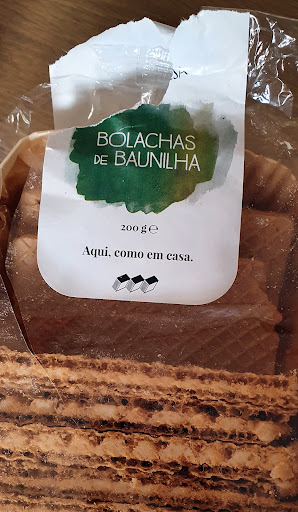 BOLACHAS
DE BAUNILHA
200 g ℮
Aqui, como em casa.